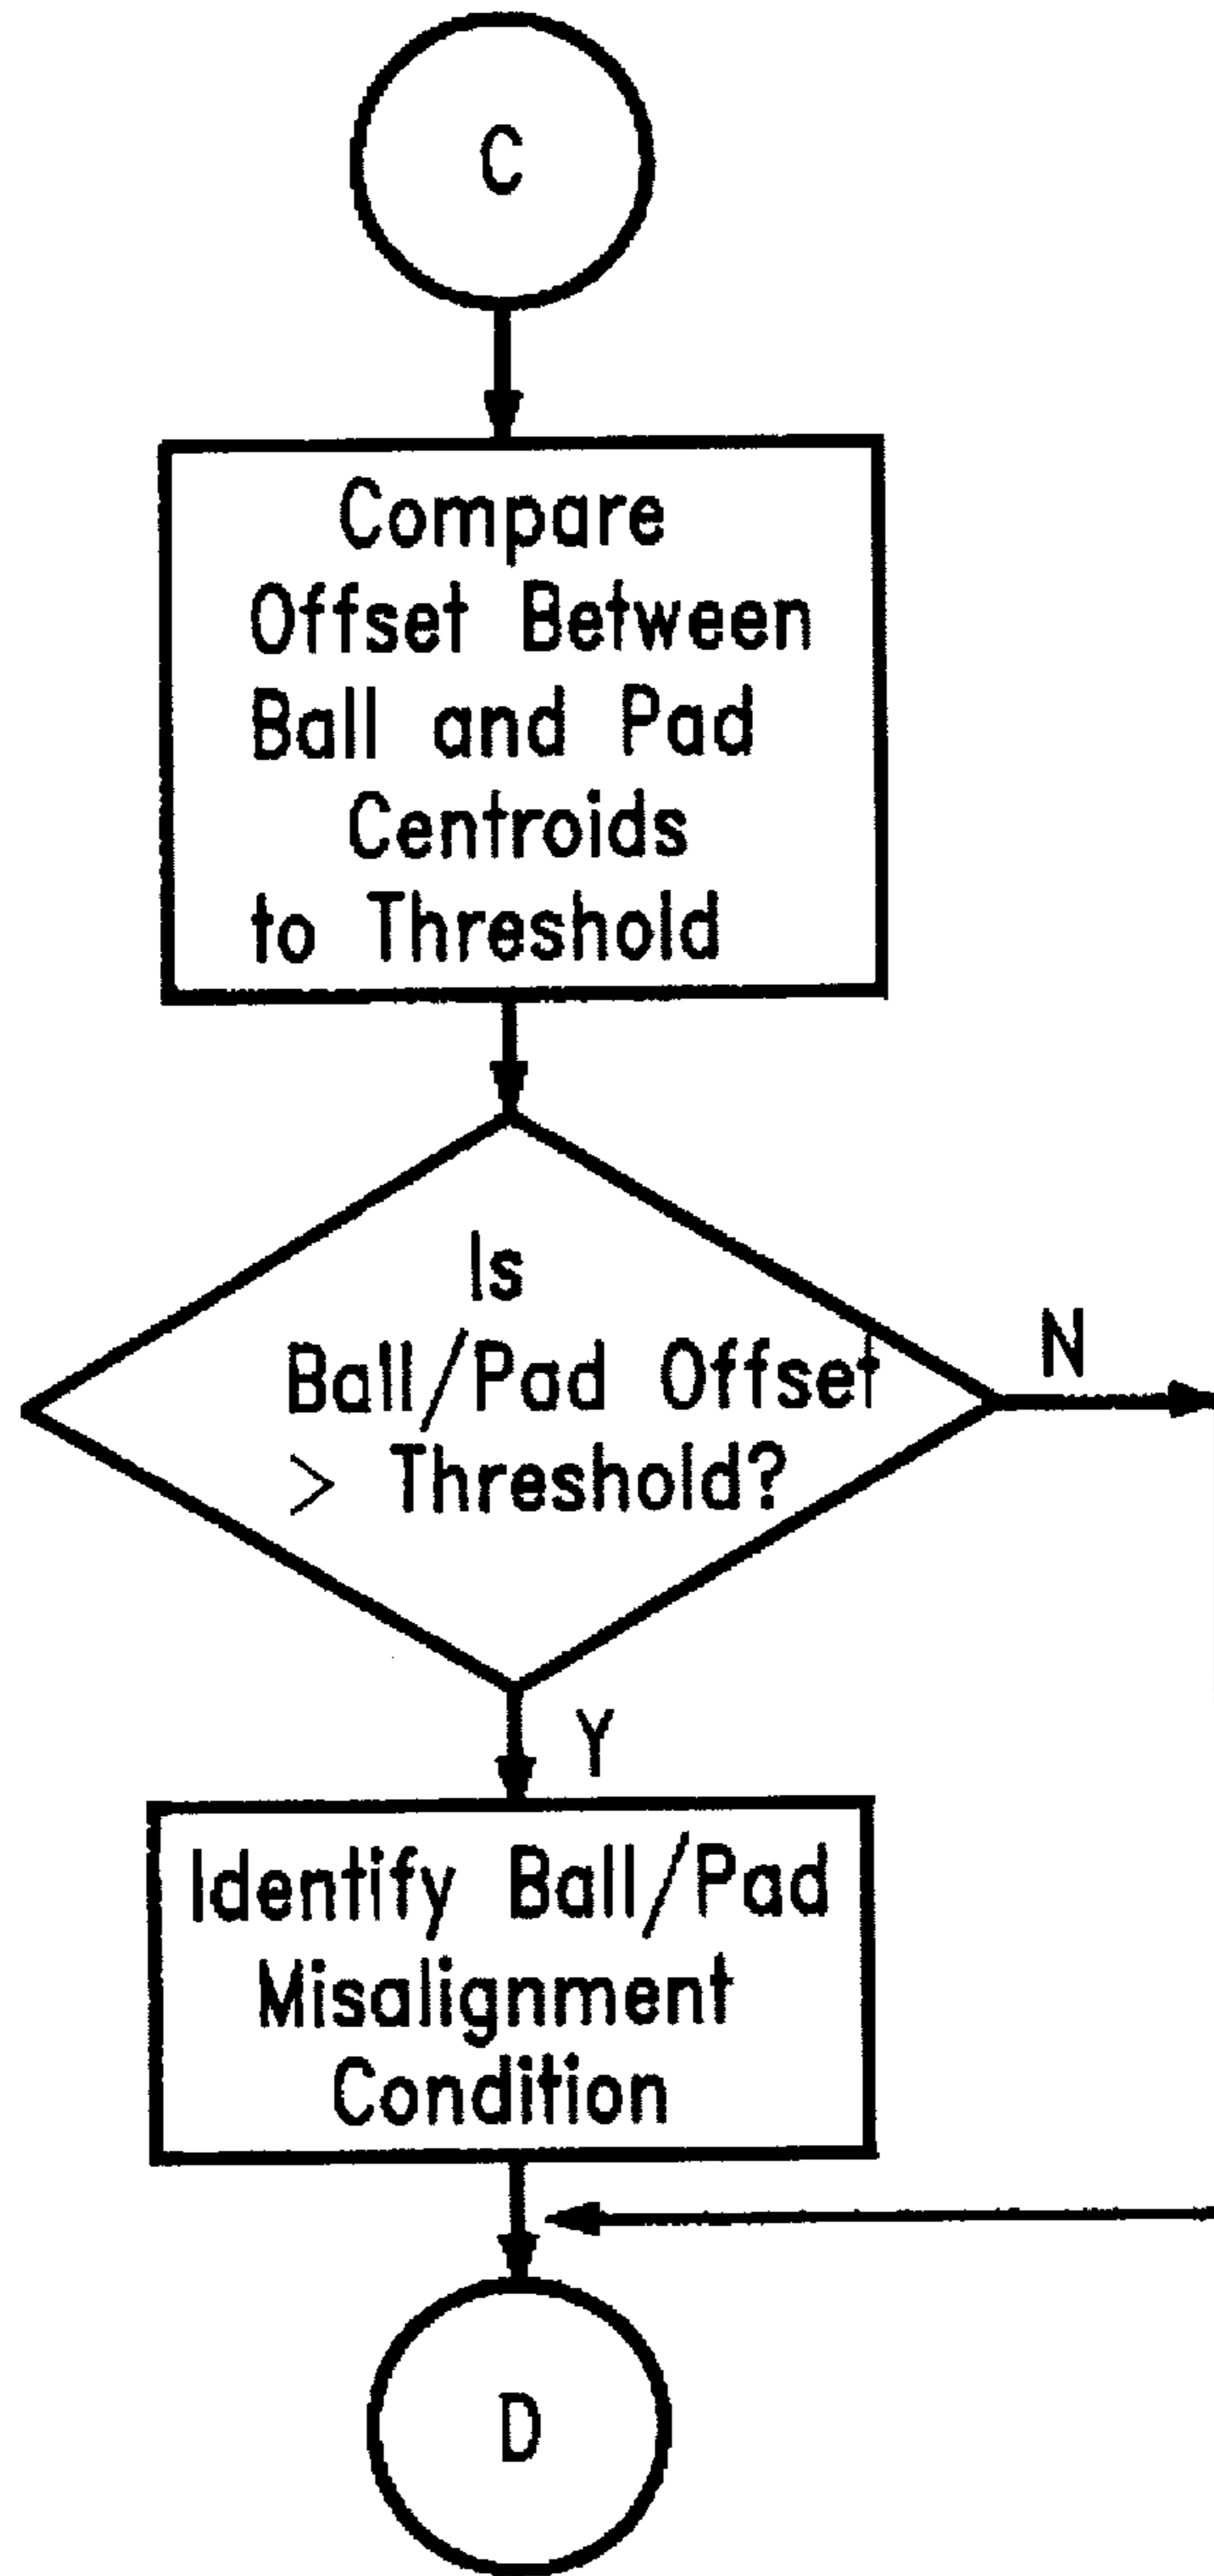 C
Compare
Offset Between
Ball and Pad
Centroids
to Threshold
Is
Ball/Pad Offset
> Threshold?
N
Y
Identify Ball/Pad
Misalignment
Condition
D